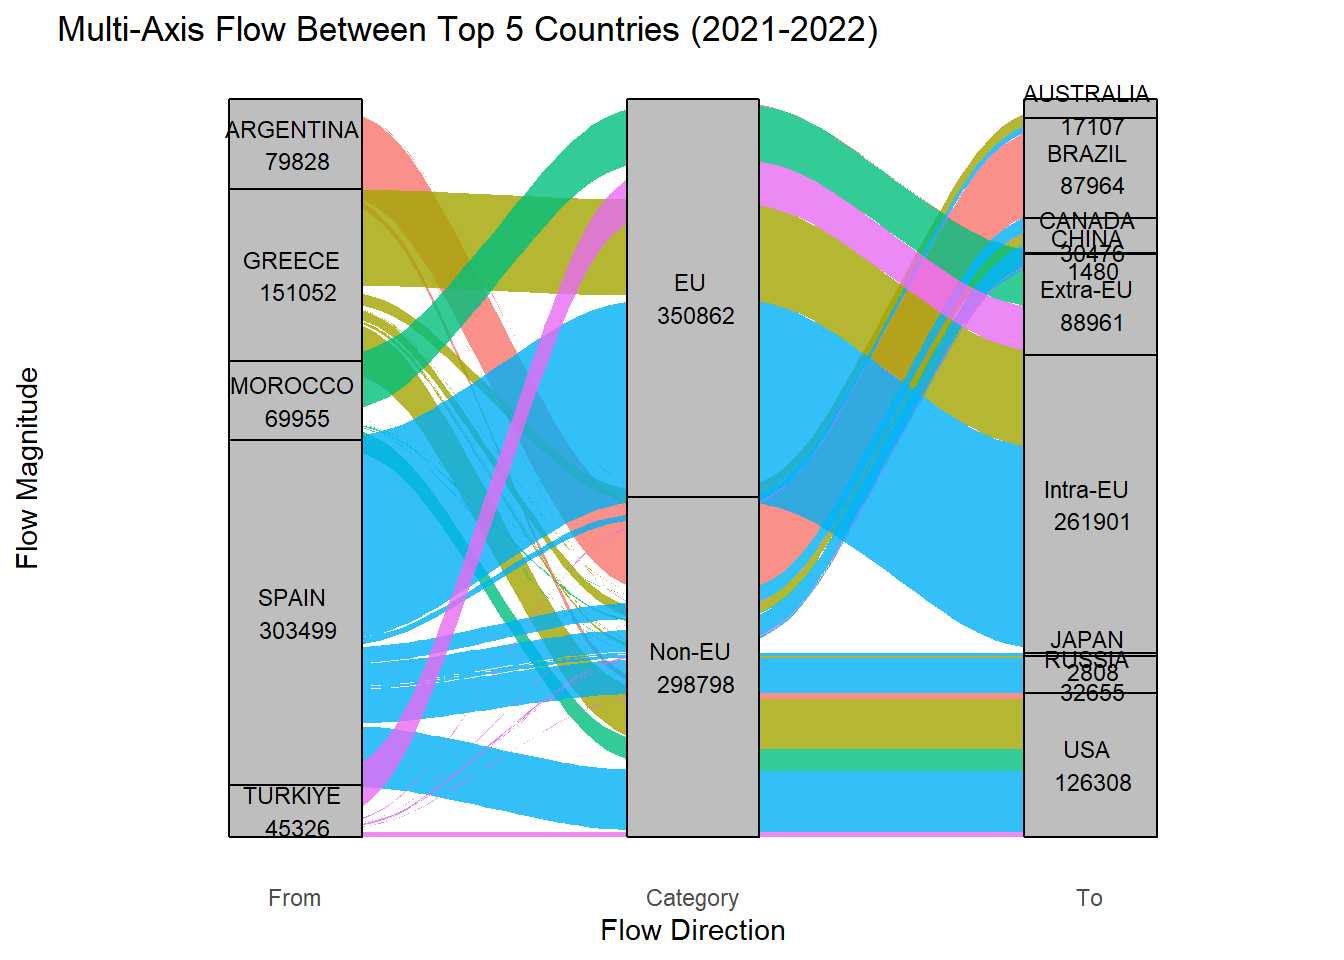 Multi-Axis Flow Between Top 5 Countries (2021-2022)
Flow Magnitude
ARGENTINA
79828
GREECE
151052
MOROCCO
69955
SPAIN
303499
TURKIYE
45326
EU
350862
Non-EU
298798
AUSTRALIA
17107
BRAZIL
87964
CANADA
30476
CHINA
1480
Extra-EU
88961
Intra-EU
261901
JAPAN
2808
RUSSIA
32655
USA
126308
From
Category
To
Flow Direction